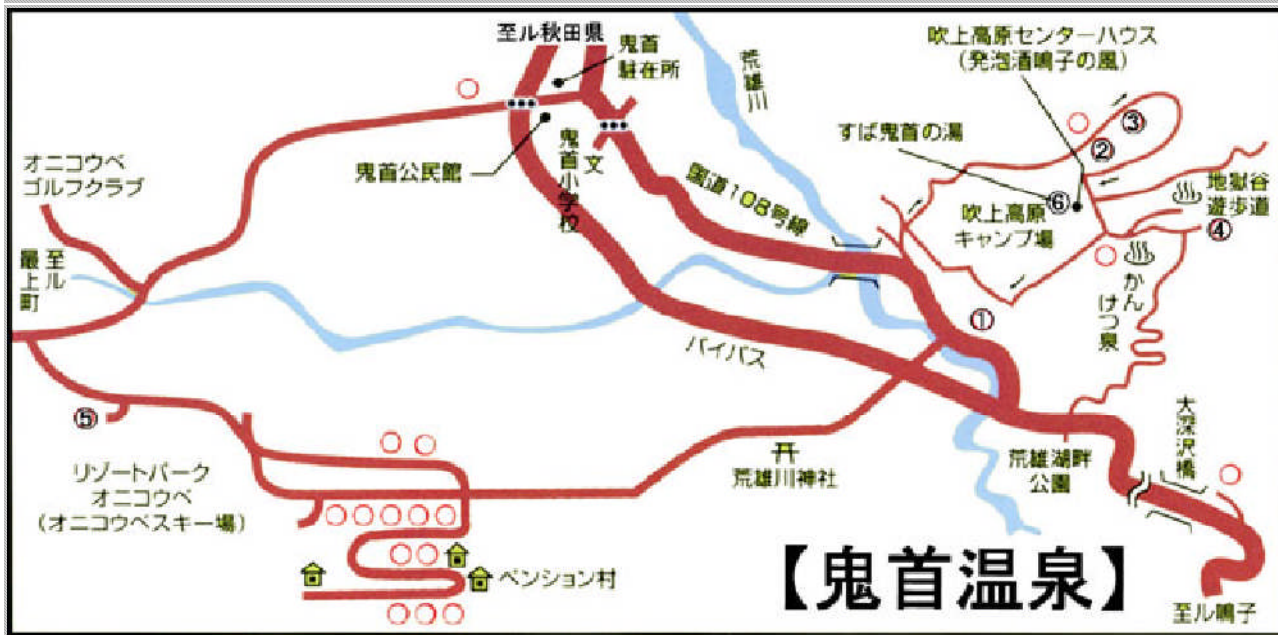 至ル秋田県
鬼首
駐在所
荒雄川
吹上高原センターハウス
(発泡酒鳴子の風)
③
すば鬼首の湯
②
オニコウベ
ゴルフクラブ
鬼首公民館
文
鬼首小学校
国道108号線
地獄谷
遊歩道
⑥
吹上高原
キャンプ場
④
至ル
最上町
かん
けつ泉
①
バイパス
⑤
大深沢橋
リゾートパーク
オニコウベ
(オニコウベスキー場)
荒雄川神社
荒雄湖畔
公園
ペンション村
【鬼首温泉】
至ル鳴子